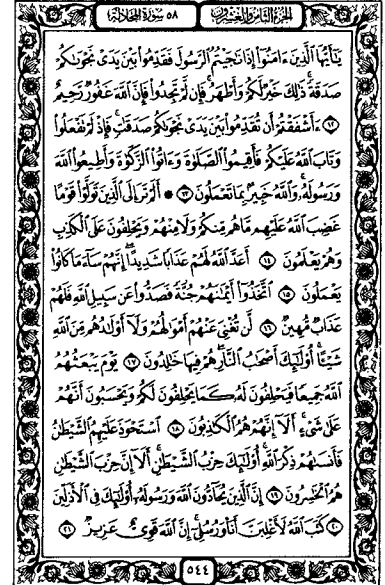 الجزء الثامن والعشرون ٥٨ سورة المجادلة
يَٰٓأَيُّهَا ٱلَّذِينَ ءَامَنُوٓا۟ إِذَا نَٰجَيْتُمُ ٱلرَّسُولَ فَقَدِّمُوا۟ بَيْنَ يَدَىْ نَجْوَىٰكُمْ
صَدَقَةً ۚ ذَٰلِكَ خَيْرٌ لَّكُمْ وَأَطْهَرُ ۚ فَإِن لَّمْ تَجِدُوا۟ فَإِنَّ ٱللَّهَ غَفُورٌ رَّحِيمٌ
١٢ ءَأَشْفَقْتُمْ أَن تُقَدِّمُوا۟ بَيْنَ يَدَىْ نَجْوَىٰكُمْ صَدَقَٰتٍ ۚ فَإِذْ لَمْ تَفْعَلُوا۟
وَتَابَ ٱللَّهُ عَلَيْكُمْ فَأَقِيمُوا۟ ٱلصَّلَوٰةَ وَءَاتُوا۟ ٱلزَّكَوٰةَ وَأَطِيعُوا۟ ٱللَّهَ
وَرَسُولَهُۥ ۚ وَٱللَّهُ خَبِيرٌۢ بِمَا تَعْمَلُونَ ١٣ * أَلَمْ تَرَ إِلَى ٱلَّذِينَ تَوَلَّوْا۟ قَوْمًا
غَضِبَ ٱللَّهُ عَلَيْهِم مَّا هُم مِّنكُمْ وَلَا مِنْهُمْ وَيَحْلِفُونَ عَلَى ٱلْكَذِبِ
وَهُمْ يَعْلَمُونَ ١٤ أَعَدَّ ٱللَّهُ لَهُمْ عَذَابًا شَدِيدًا ۖ إِنَّهُمْ سَآءَ مَا كَانُوا۟
يَعْمَلُونَ ١٥ ٱتَّخَذُوٓا۟ أَيْمَٰنَهُمْ جُنَّةً فَصَدُّوا۟ عَن سَبِيلِ ٱللَّهِ فَلَهُمْ
عَذَابٌ مُّهِينٌ ١٦ لَّن تُغْنِىَ عَنْهُمْ أَمْوَٰلُهُمْ وَلَآ أَوْلَٰدُهُم مِّنَ ٱللَّهِ
شَيْـًٔا ۚ أُو۟لَٰٓئِكَ أَصْحَٰبُ ٱلنَّارِ ۖ هُمْ فِيهَا خَٰلِدُونَ ١٧ يَوْمَ يَبْعَثُهُمُ
ٱللَّهُ جَمِيعًا فَيَحْلِفُونَ لَهُۥ كَمَا يَحْلِفُونَ لَكُمْ ۖ وَيَحْسَبُونَ أَنَّهُمْ
عَلَىٰ شَىْءٍ ۚ أَلَآ إِنَّهُمْ هُمُ ٱلْكَٰذِبُونَ ١٨ ٱسْتَحْوَذَ عَلَيْهِمُ ٱلشَّيْطَٰنُ
فَأَنسَىٰهُمْ ذِكْرَ ٱللَّهِ ۚ أُو۟لَٰٓئِكَ حِزْبُ ٱلشَّيْطَٰنِ ۚ أَلَآ إِنَّ حِزْبَ ٱلشَّيْطَٰنِ
هُمُ ٱلْخَٰسِرُونَ ١٩ إِنَّ ٱلَّذِينَ يُحَآدُّونَ ٱللَّهَ وَرَسُولَهُۥٓ أُو۟لَٰٓئِكَ فِى ٱلْأَذَلِّينَ
٢٠ كَتَبَ ٱللَّهُ لَأَغْلِبَنَّ أَنَا۠ وَرُسُلِىٓ ۚ إِنَّ ٱللَّهَ قَوِىٌّ عَزِيزٌ ٢١
٥٤٤